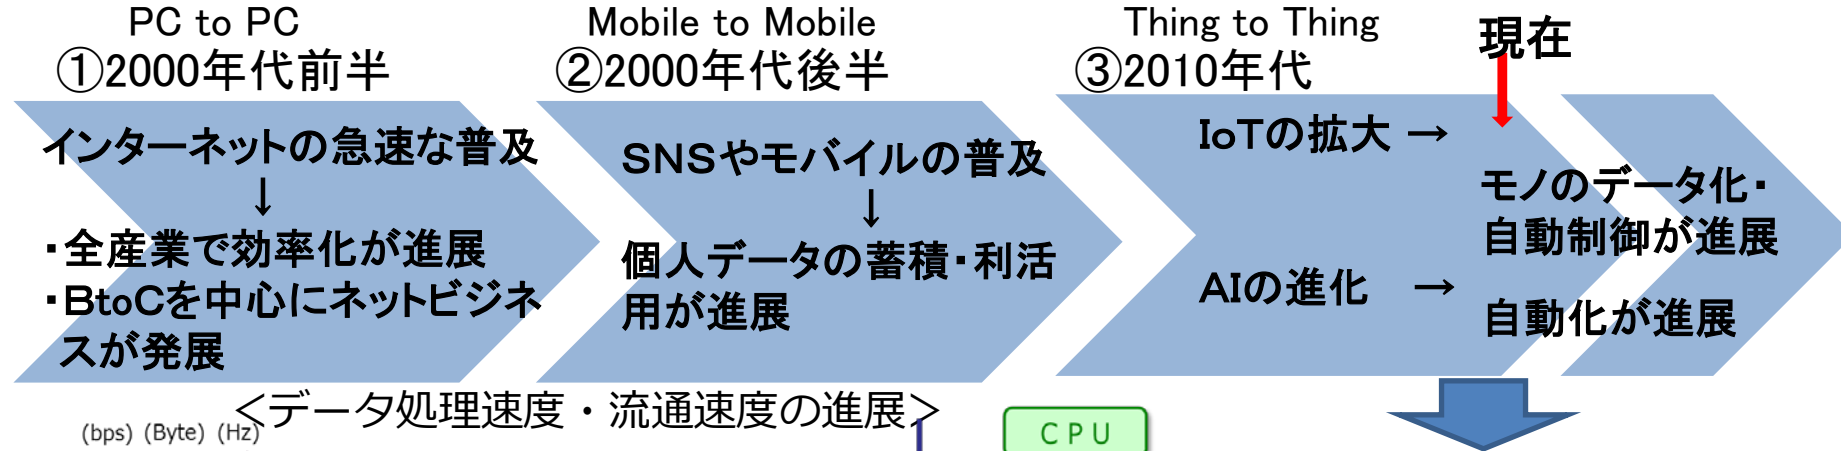 PC to PC
①2000年代前半
インターネットの急速な普及
↓
・全産業で効率化が進展
・BtoCを中心にネットビジネ
スが発展
Mobile to Mobile
②2000年代後半
SNSやモバイルの普及
↓
個人データの蓄積・利活
用が進展
Thing to Thing
③2010年代
現在
IoTの拡大 →
モノのデータ化・
自動制御が進展
AIの進化 →
自動化が進展
<データ処理速度・流通速度の進展>
(bps) (Byte) (Hz)
CPU